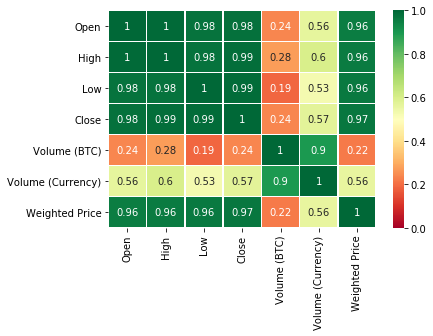 Open 1 1 0.98 0.98 0.24 0.56 0.96
High 1 1 0.98 0.99 0.28 0.6 0.96
Low 0.98 0.98 1 0.99 0.19 0.53 0.96
Close 0.98 0.99 0.99 1 0.24 0.57 0.97
Volume (BTC) 0.24 0.28 0.19 0.24 1 0.9 0.22
Volume (Currency) 0.56 0.6 0.53 0.57 0.9 1 0.56
Weighted Price 0.96 0.96 0.96 0.97 0.22 0.56 1
Open High Low Close Volume (BTC) Volume (Currency) Weighted Price
1.0
0.8
0.6
0.4
0.2
0.0